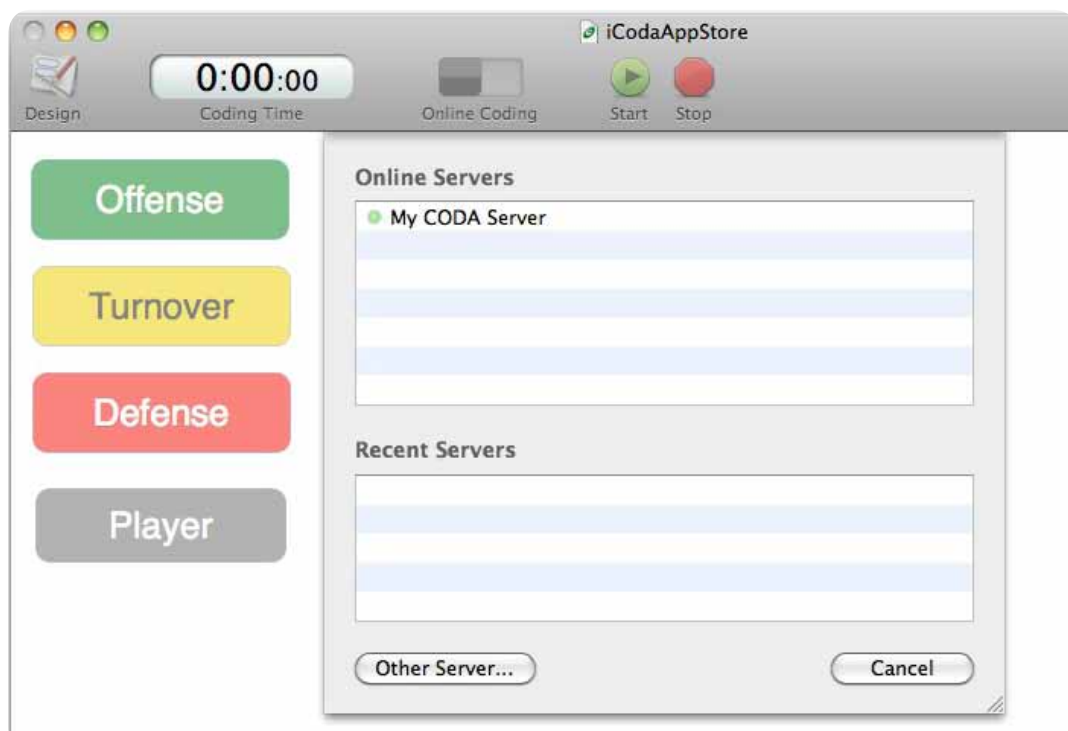 iCodaAppStore
0:00:00
Design
Coding Time
Online Coding
Start
Stop
Offense
Turnover
Defense
Player
Online Servers
My CODA Server
Recent Servers
Other Server...
Cancel